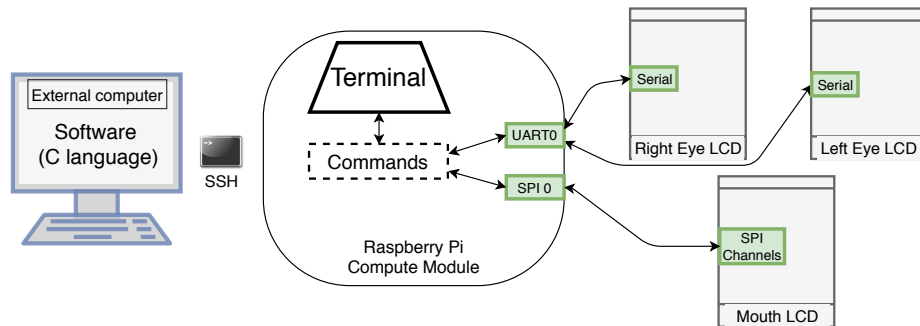 External computer
Software
(C language)
SSH
Terminal
Commands
UART0
SPI 0
Raspberry Pi
Compute Module
Serial
Right Eye LCD
Serial
Left Eye LCD
SPI
Channels
Mouth LCD